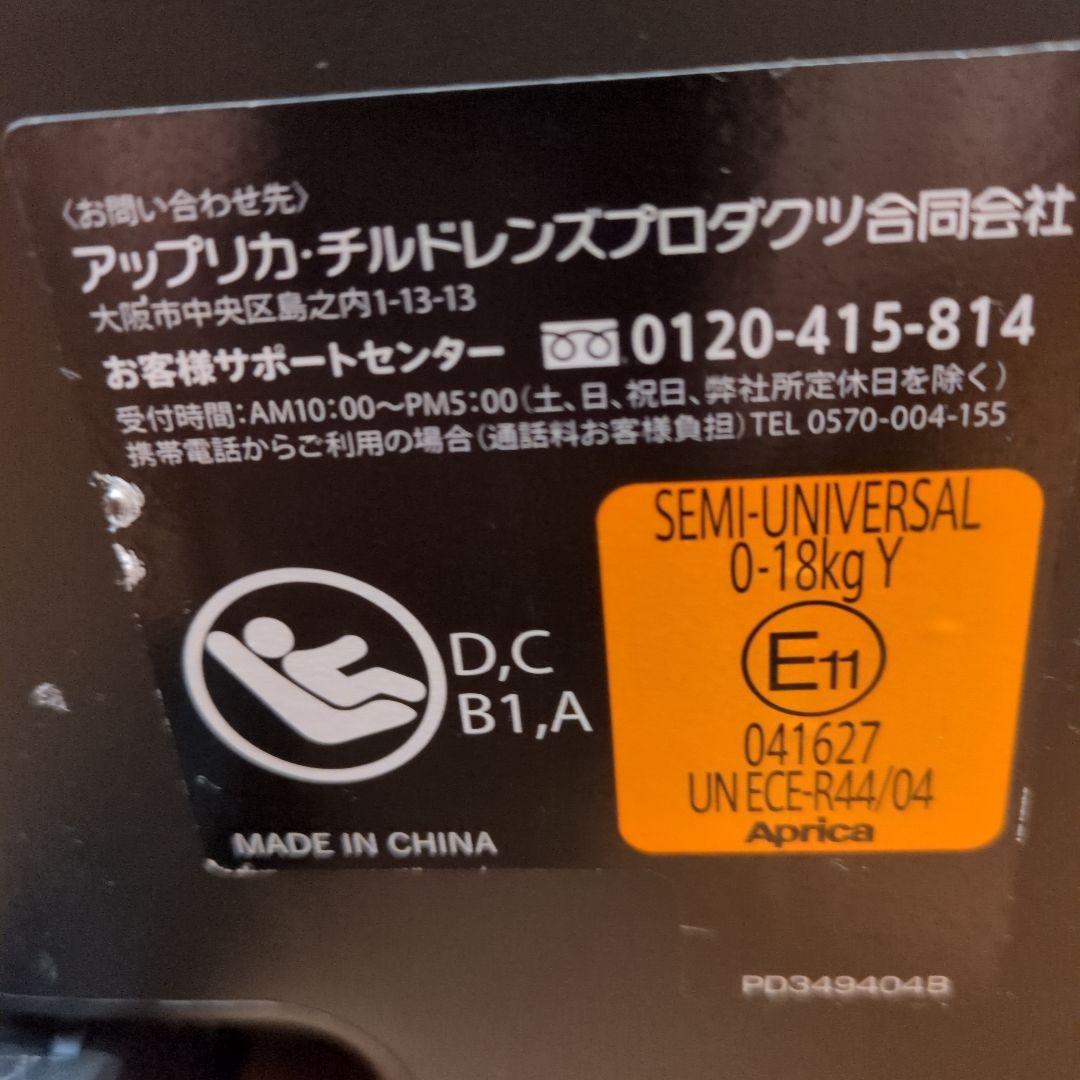 〈お問い合わせ先〉
アップリカ・チルドレンズプロダクツ合同会社
大阪市中央区島之内1-13-13
お客様サポートセンター 0120-415-814
受付時間:AM10:00〜PM5:00(土、日、祝日、弊社所定休日を除く)
携帯電話からご利用の場合(通話料お客様負担)TEL 0570-004-155
SEMI-UNIVERSAL
0-18kg Y
E11
041627
UN ECE-R44/04
Aprica
D,C
B1,A
MADE IN CHINA
PD349404B